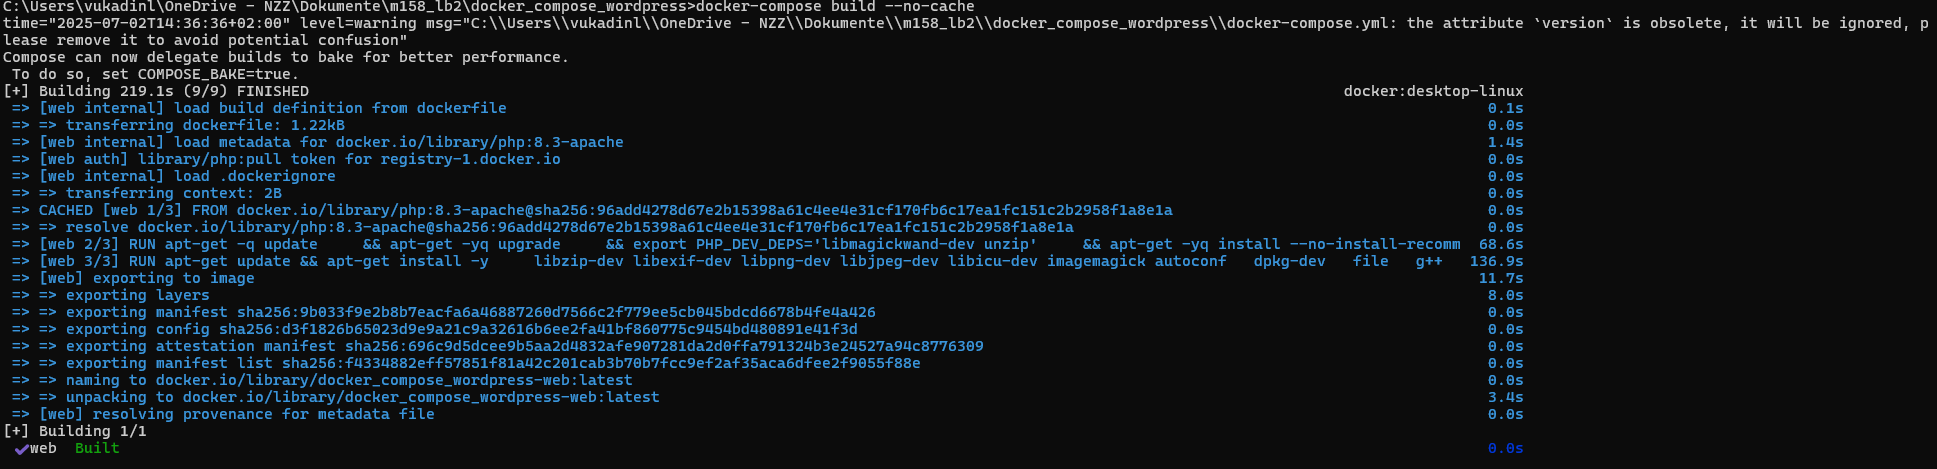 C:\Users\vukadinl\OneDrive - NZZ\Dokumente\m158_lb2\docker_compose_wordpress>docker-compose build --no-cache
time="2025-07-02T14:36:36+02:00" level=warning msg="C:\\Users\\vukadinl\\OneDrive - NZZ\\Dokumente\\m158_lb2\\docker_compose_wordpress\\docker-compose.yml: the attribute `version` is obsolete, it will be ignored, p
lease remove it to avoid potential confusion"
Compose can now delegate builds to bake for better performance.
 To do so, set COMPOSE_BAKE=true.
[+] Building 219.1s (9/9) FINISHED docker:desktop-linux
 => [web internal] load build definition from dockerfile 0.1s
 => => transferring dockerfile: 1.22kB 0.0s
 => [web internal] load metadata for docker.io/library/php:8.3-apache 1.4s
 => [web auth] library/php:pull token for registry-1.docker.io 0.0s
 => [web internal] load .dockerignore 0.0s
 => => transferring context: 2B 0.0s
 => CACHED [web 1/3] FROM docker.io/library/php:8.3-apache@sha256:96add4278d67e2b15398a61c4ee4e31cf170fb6c17ea1fc151c2b2958f1a8e1a 0.0s
 => => resolve docker.io/library/php:8.3-apache@sha256:96add4278d67e2b15398a61c4ee4e31cf170fb6c17ea1fc151c2b2958f1a8e1a 0.0s
 => [web 2/3] RUN apt-get -q update     && apt-get -yq upgrade     && export PHP_DEV_DEPS='libmagickwand-dev unzip'     && apt-get -yq install --no-install-recomm 68.6s
 => [web 3/3] RUN apt-get update && apt-get install -y     libzip-dev libexif-dev libpng-dev libjpeg-dev libicu-dev imagemagick autoconf   dpkg-dev   file   g++ 136.9s
 => [web] exporting to image 11.7s
 => => exporting layers 8.0s
 => => exporting manifest sha256:9b033f9e2b8b7eacfa6a46887260d7566c2f779ee5cb045bdcd6678b4fe4a426 0.0s
 => => exporting config sha256:d3f1826b65023d9e9a21c9a32616b6ee2fa41bf860775c9454bd480891e41f3d 0.0s
 => => exporting attestation manifest sha256:696c9d5dcee9b5aa2d4832afe907281da2d0ffa791324b3e24527a94c8776309 0.0s
 => => exporting manifest list sha256:f4334882eff57851f81a42c201cab3b70b7fcc9ef2af35aca6dfee2f9055f88e 0.0s
 => => naming to docker.io/library/docker_compose_wordpress-web:latest 0.0s
 => => unpacking to docker.io/library/docker_compose_wordpress-web:latest 3.4s
 => [web] resolving provenance for metadata file 0.0s
[+] Building 1/1
 ✔web  Built 0.0s